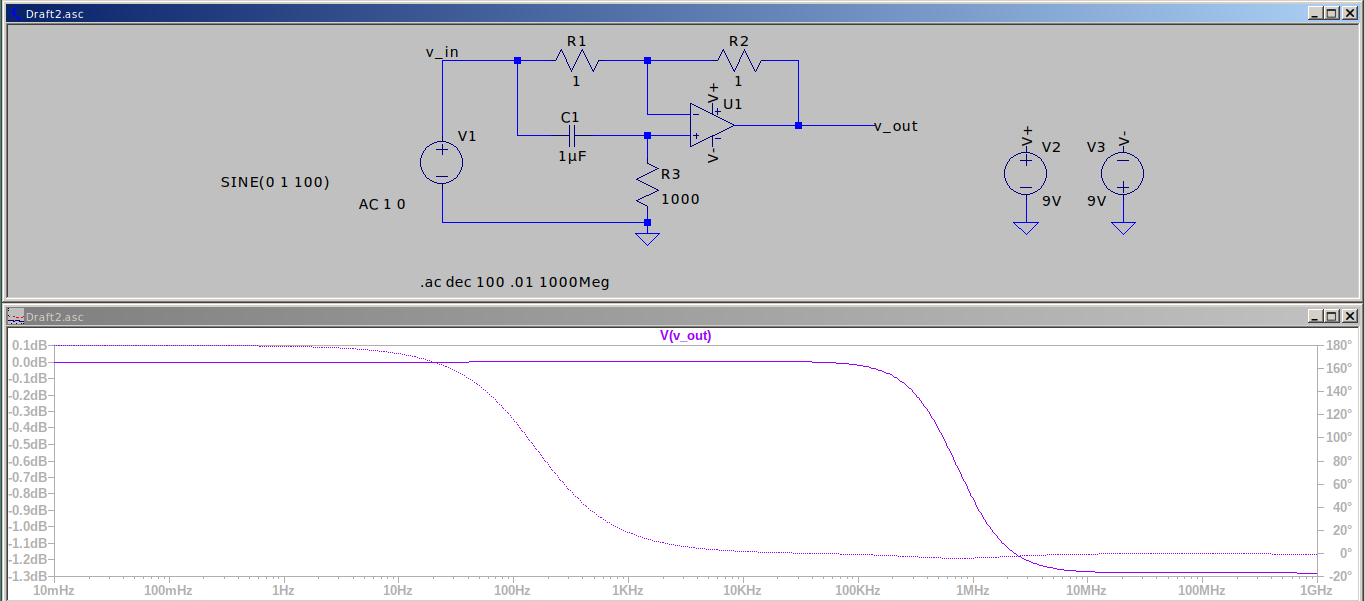 Draft2.asc
v_in
R1
R2
1
1
V+
U1
C1
V1
1µF
V-
v_out
R3
1000
SINE(0 1 100)
AC 1 0
V+
V2
V3
V-
9V
9V
.ac dec 100 .01 1000Meg
Draft2.asc
V(v_out)
0.1dB
180°
0.0dB
160°
-0.1dB
140°
-0.2dB
120°
-0.3dB
100°
-0.4dB
80°
-0.5dB
60°
-0.6dB
40°
-0.7dB
20°
-0.8dB
0°
-0.9dB
-20°
-1.0dB
-1.1dB
-1.2dB
-1.3dB
10mHz 100mHz 1Hz 10Hz 100Hz 1KHz 10KHz 100KHz 1MHz 10MHz 100MHz 1GHz